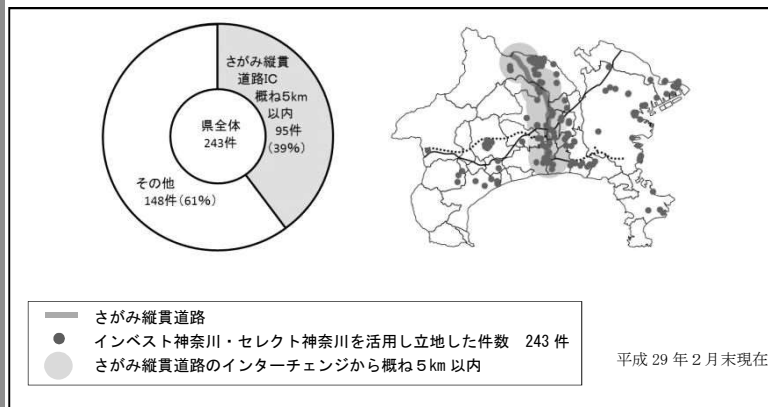 さがみ縦貫
道路IC
概ね5km
以内
95件
(39%)
県全体
243件
その他
148件(61%)
さがみ縦貫道路
インベスト神奈川・セレクト神奈川を活用し立地した件数　243 件
さがみ縦貫道路のインターチェンジから概ね５km 以内
平成 29 年２月末現在